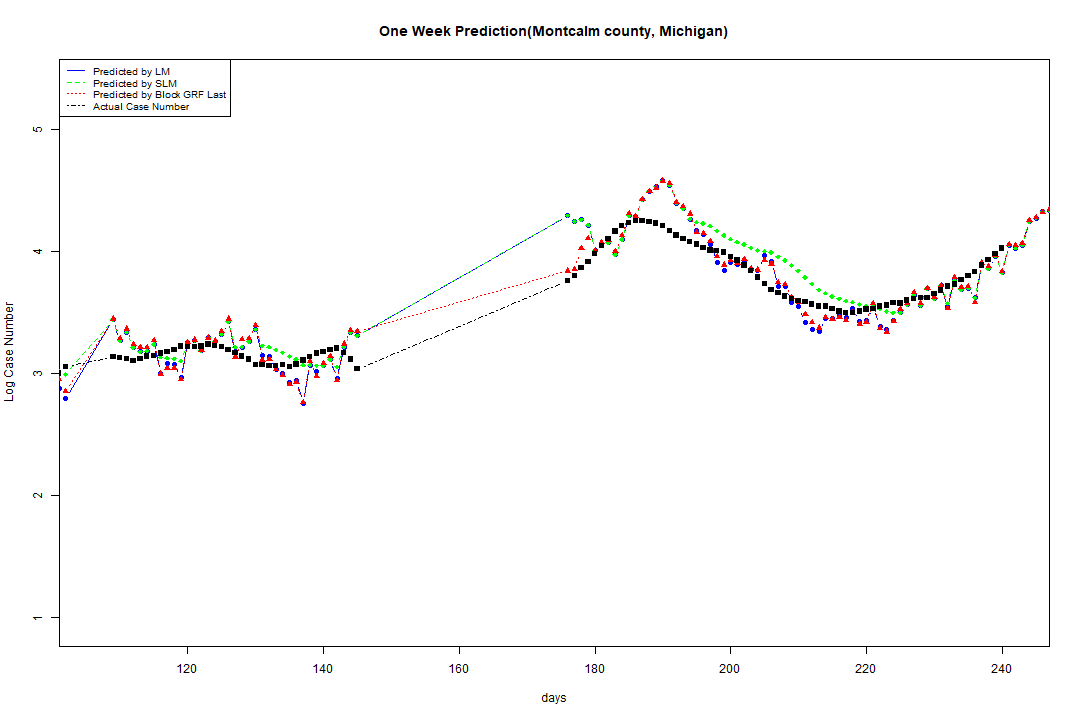 One Week Prediction(Montcalm county, Michigan)
Predicted by LM
Predicted by SLM
Predicted by Block GRF Last
Actual Case Number
5
4
3
2
1
Log Case Number
120 140 160 180 200 220 240
days